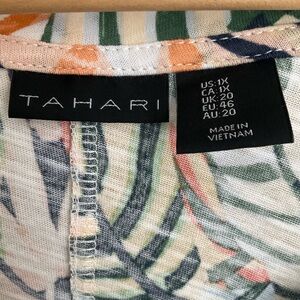 TAHARI
US: 1X
CA: 1X
UK: 20
EU: 46
AU: 20
MADE IN
VIETNAM